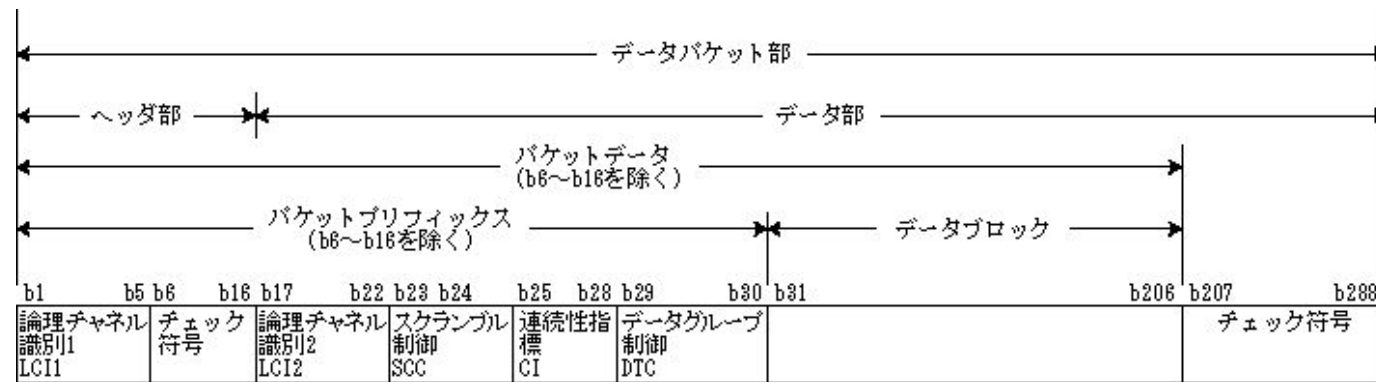 データパケット部
ヘッダ部
データ部
パケットデータ
(b6～b16を除く)
パケットプリフィックス
(b6～b16を除く)
データブロック
b1 b5 b6 b16 b17 b22 b23 b24 b25 b28 b29 b30 b31 b206 b207 b288
論理チャネル
識別1
LCI1
チェック
符号
論理チャネル
識別2
LCI2
スクランブル
制御
SCC
連続性指
標
CI
データグループ
制御
DTC
チェック符号